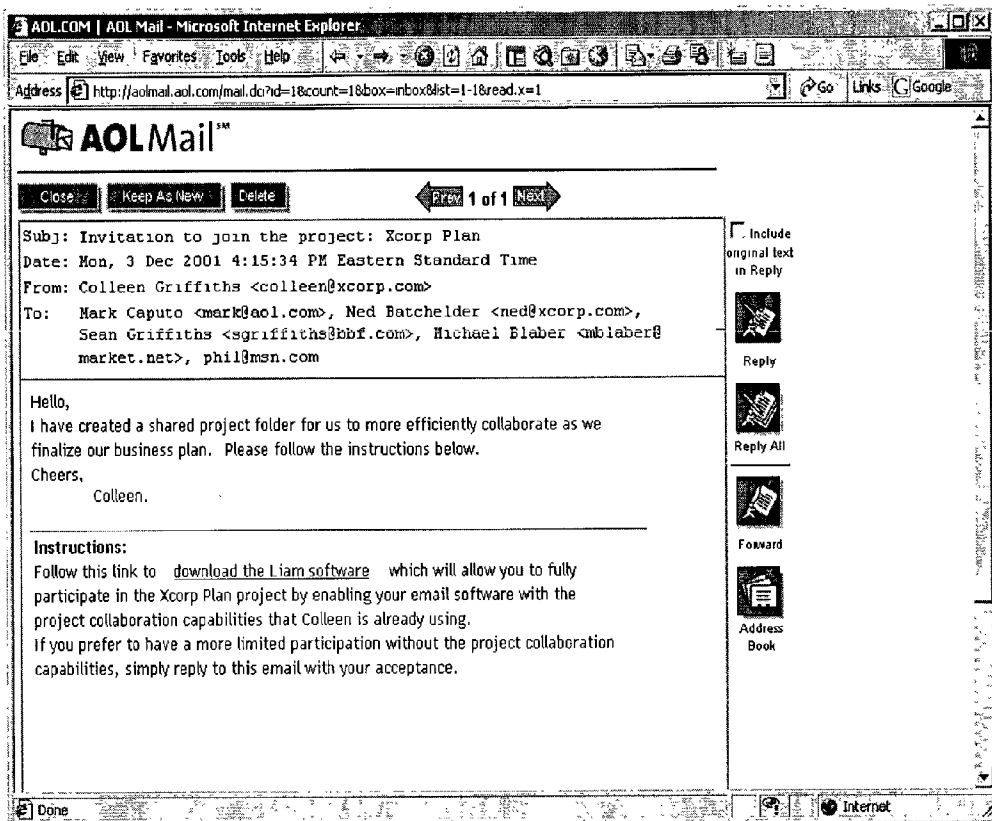 AOL.COM | AOL Mail - Microsoft Internet Explorer
File Edit View Favorites Tools Help
Address http://aolmail.aol.com/mail.do?id=1&count=1&box=inbox&list=1-1&read.x=1 Go Links Google
AOLMail℠
Close Keep As New Delete Prev 1 of 1 Next
Subj: Invitation to join the project: Xcorp Plan
Date: Mon, 3 Dec 2001 4:15:34 PM Eastern Standard Time
From: Colleen Griffiths <colleen@xcorp.com>
To: Mark Caputo <mark@aol.com>, Ned Batchelder <ned@xcorp.com>,
Sean Griffiths <sgriffiths@bbf.com>, Michael Blaber <mblaber@
market.net>, phil@msn.com
Include
original text
in Reply
Reply
Reply All
Forward
Address
Book
Hello,
I have created a shared project folder for us to more efficiently collaborate as we
finalize our business plan. Please follow the instructions below.
Cheers,
Colleen.
Instructions:
Follow this link to download the Liam software which will allow you to fully
participate in the Xcorp Plan project by enabling your email software with the
project collaboration capabilities that Colleen is already using.
If you prefer to have a more limited participation without the project collaboration
capabilities, simply reply to this email with your acceptance.
Done Internet